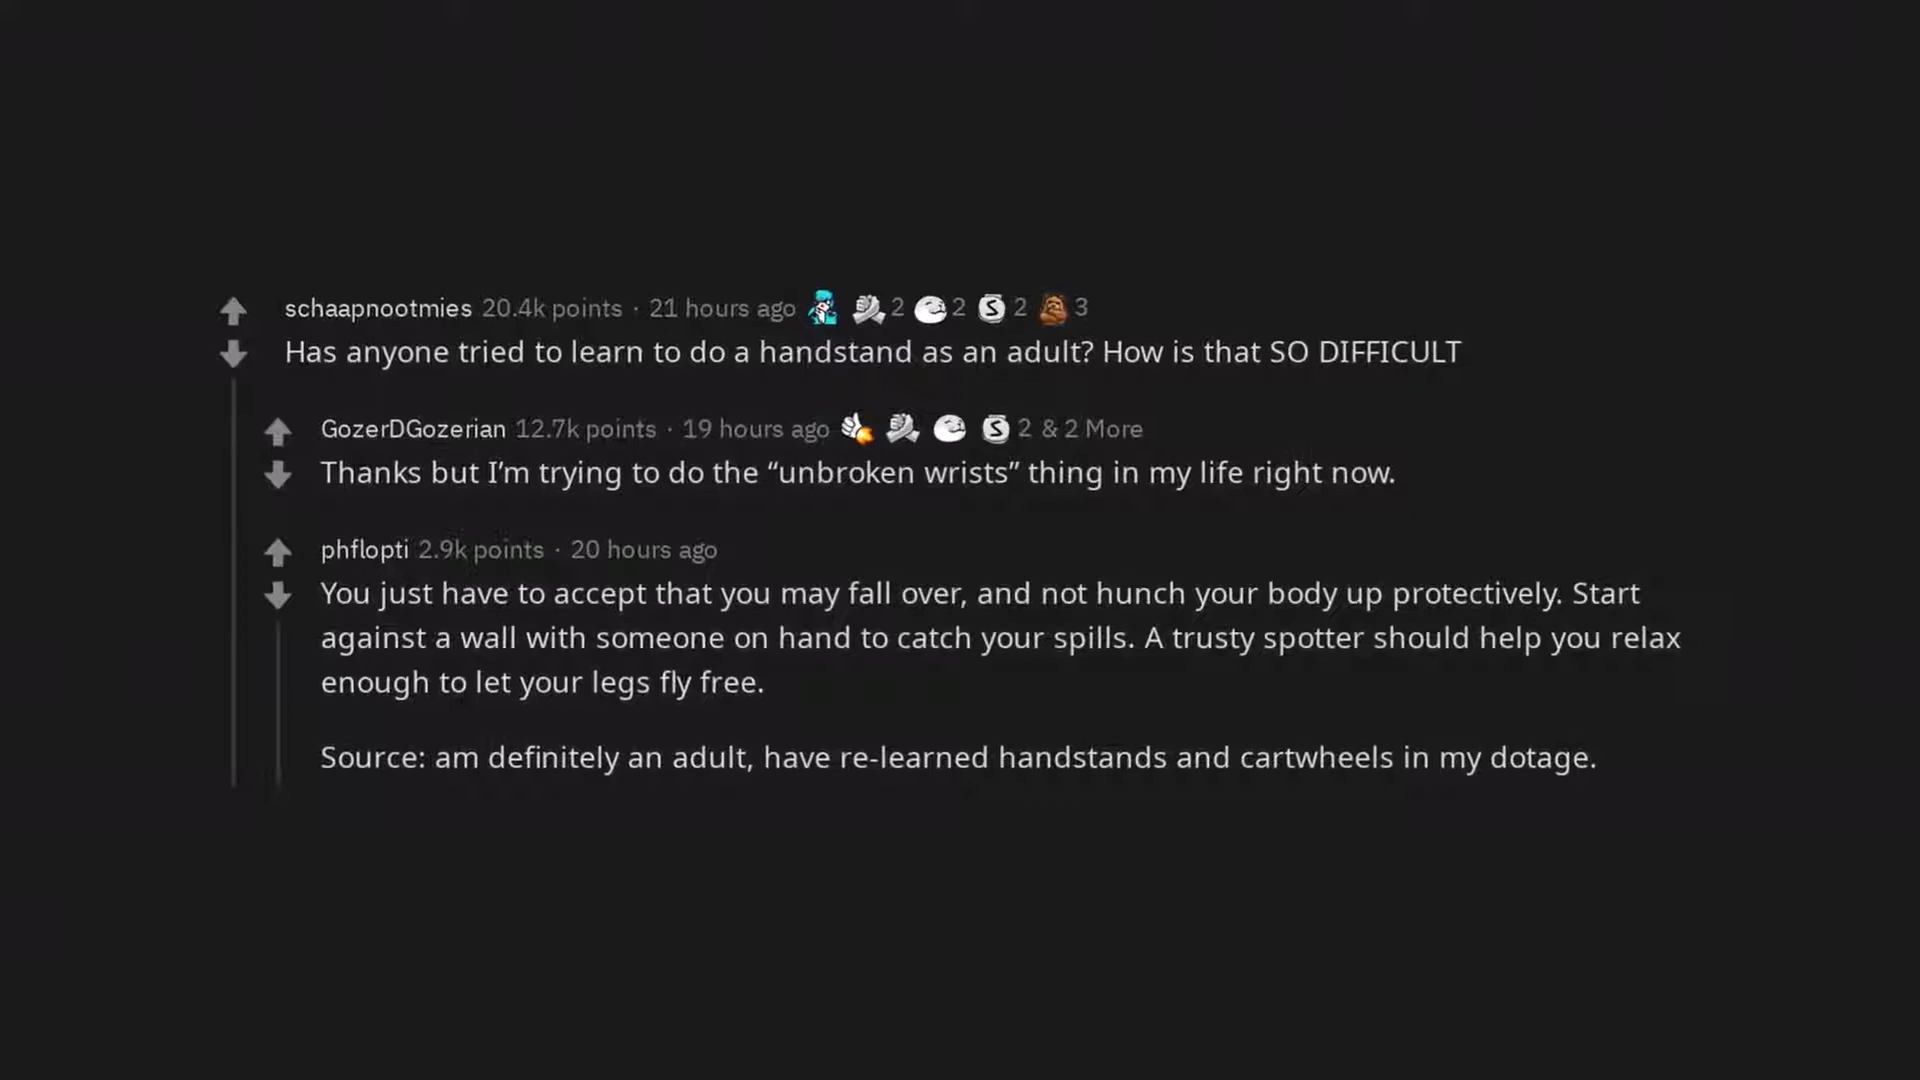 schaapnootmies 20.4k points · 21 hours ago 2 2 S 2 3
Has anyone tried to learn to do a handstand as an adult? How is that SO DIFFICULT
GozerDGozerian 12.7k points · 19 hours ago S 2 & 2 More
Thanks but I’m trying to do the “unbroken wrists” thing in my life right now.
phflopti 2.9k points · 20 hours ago
You just have to accept that you may fall over, and not hunch your body up protectively. Start
against a wall with someone on hand to catch your spills. A trusty spotter should help you relax
enough to let your legs fly free.
Source: am definitely an adult, have re-learned handstands and cartwheels in my dotage.